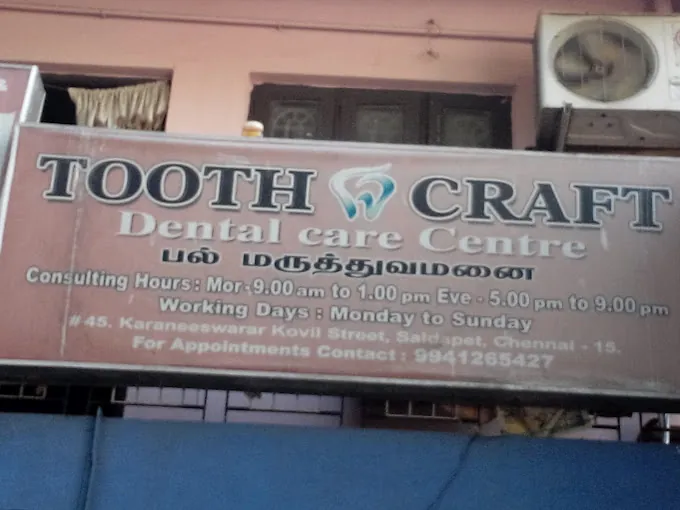 TOOTH CRAFT
Dental care Centre
பல் மருத்துவமனை
Consulting Hours : Mor - 9.00 am to 1.00 pm Eve - 5.00 pm to 9.00 pm
Working Days : Monday to Sunday
# 45. Karaneeswarar Kovil Street, Saidapet, Chennai - 15.
For Appointments Contact : 9941265427